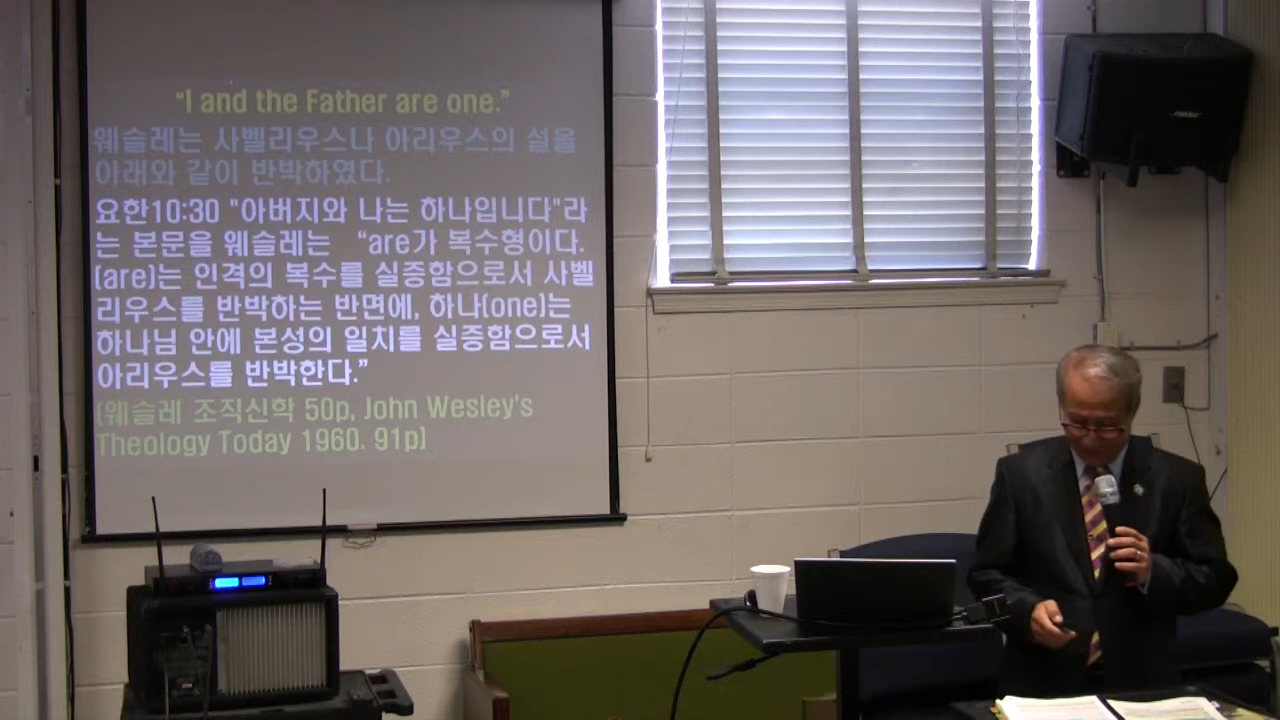 “I and the Father are one.”
웨슬레는 사벨리우스나 아리우스의 설을
아래와 같이 반박하였다.
요한10:30 "아버지와 나는 하나입니다"라
는 본문을 웨슬레는 “are가 복수형이다.
(are)는 인격의 복수를 실증함으로서 사벨
리우스를 반박하는 반면에, 하나(one)는
하나님 안에 본성의 일치를 실증함으로서
아리우스를 반박한다.”
(웨슬레 조직신학 50p, John Wesley's
Theology Today 1960. 91p)
BOSE